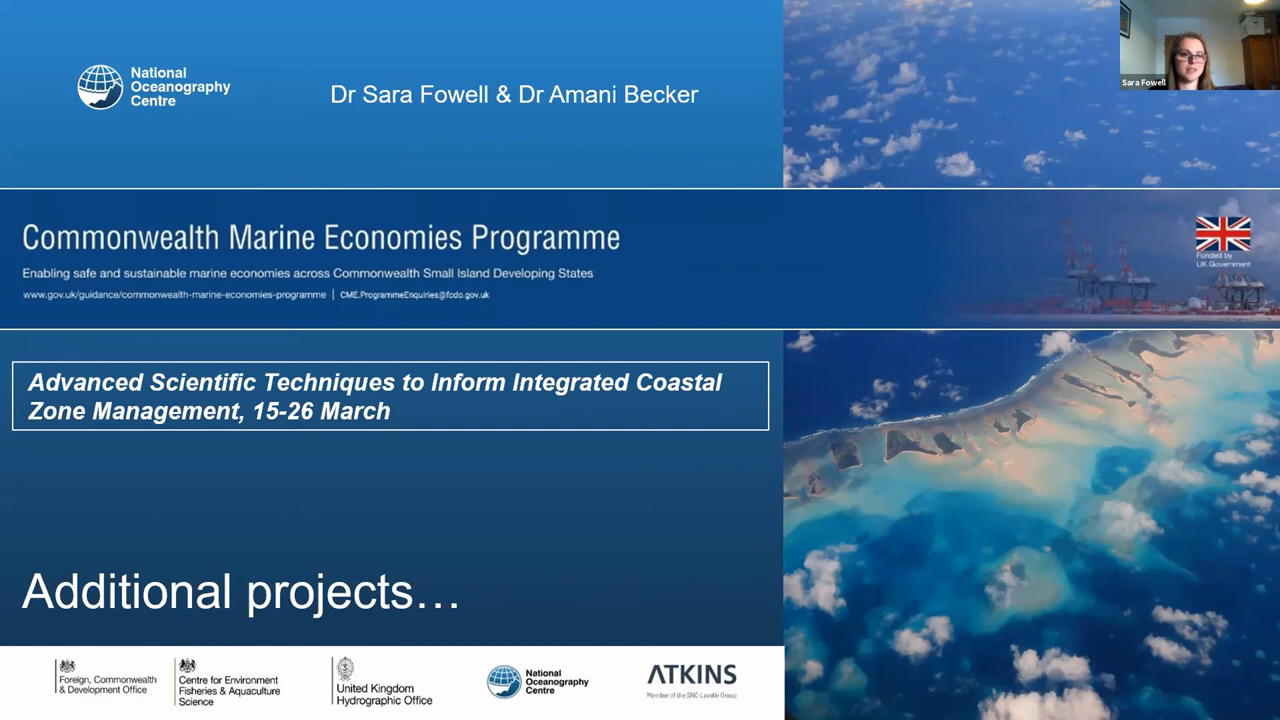 National
Oceanography
Centre
Dr Sara Fowell & Dr Amani Becker
Sara Fowell
Commonwealth Marine Economies Programme
Enabling safe and sustainable marine economies across Commonwealth Small Island Developing States
www.gov.uk/guidance/commonwealth-marine-economies-programme | CME.ProgrammeEnquiries@fcdo.gov.uk
Funded by
UK Government
Advanced Scientific Techniques to Inform Integrated Coastal
Zone Management, 15-26 March
Additional projects…
Foreign, Commonwealth
& Development Office
Centre for Environment
Fisheries & Aquaculture
Science
United Kingdom
Hydrographic Office
National
Oceanography
Centre
ATKINS
Member of the SNC-Lavalin Group